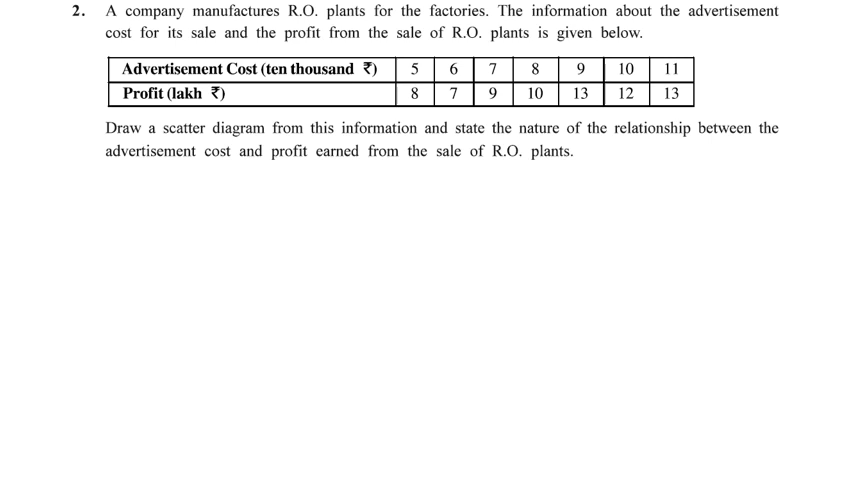 2. A company manufactures R.O. plants for the factories. The information about the advertisement
cost for its sale and the profit from the sale of R.O. plants is given below.
Advertisement Cost (ten thousand ₹) 5 6 7 8 9 10 11
Profit (lakh ₹) 8 7 9 10 13 12 13
Draw a scatter diagram from this information and state the nature of the relationship between the
advertisement cost and profit earned from the sale of R.O. plants.